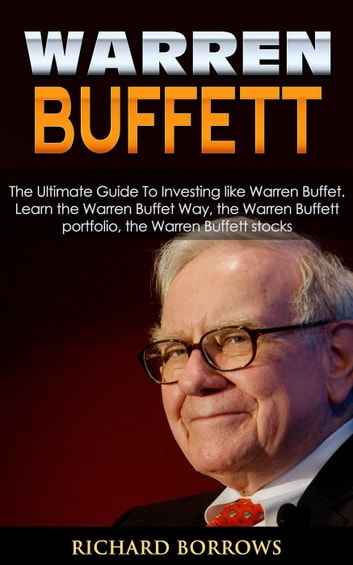 WARREN
BUFFETT
The Ultimate Guide To Investing like Warren Buffet.
Learn the Warren Buffet Way, the Warren Buffett
portfolio, the Warren Buffett stocks
RICHARD BORROWS